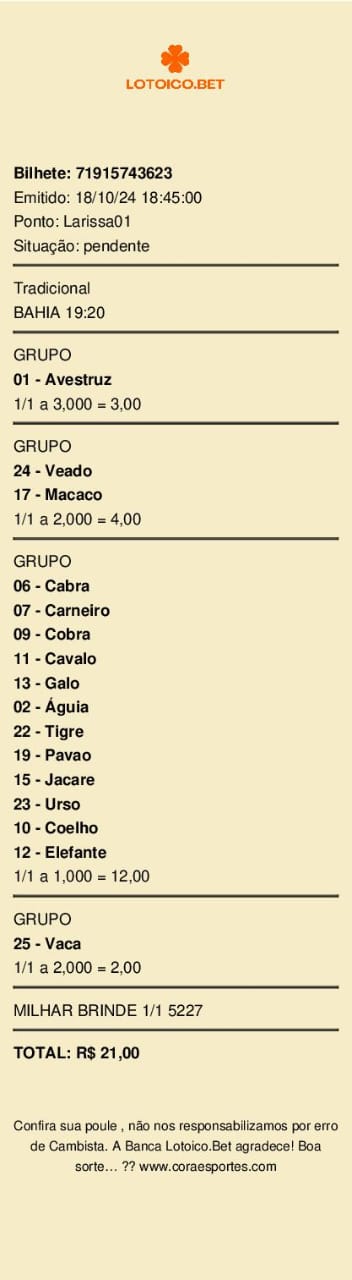 LOTOICO.BET
Bilhete: 71915743623
Emitido: 18/10/24 18:45:00
Ponto: Larissa01
Situação: pendente
Tradicional
BAHIA 19:20
GRUPO
01 - Avestruz
1/1 a 3,000 = 3,00
GRUPO
24 - Veado
17 - Macaco
1/1 a 2,000 = 4,00
GRUPO
06 - Cabra
07 - Carneiro
09 - Cobra
11 - Cavalo
13 - Galo
02 - Águia
22 - Tigre
19 - Pavao
15 - Jacare
23 - Urso
10 - Coelho
12 - Elefante
1/1 a 1,000 = 12,00
GRUPO
25 - Vaca
1/1 a 2,000 = 2,00
MILHAR BRINDE 1/1 5227
TOTAL: R$ 21,00
Confira sua poule , não nos responsabilizamos por erro
de Cambista. A Banca Lotoico.Bet agradece! Boa
sorte... ?? www.coraesportes.com